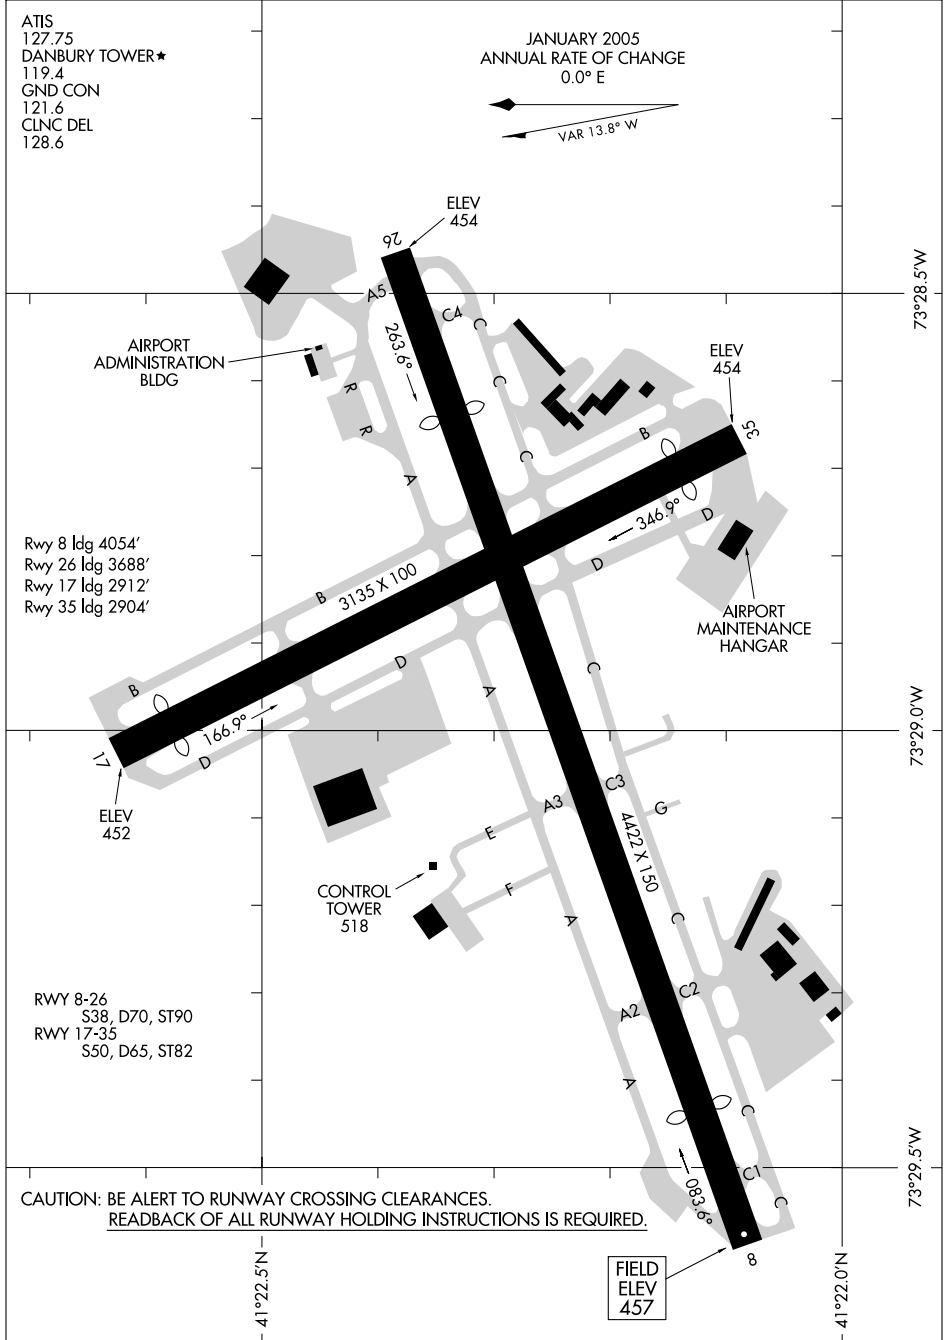 ATIS
127.75
DANBURY TOWER★
119.4
GND CON
121.6
CLNC DEL
128.6
JANUARY 2005
ANNUAL RATE OF CHANGE
0.0° E
VAR 13.8° W
ELEV
454
26
A5
C4
C
263.6°
73°28.5'W
AIRPORT
ADMINISTRATION
BLDG
ELEV
454
R
C
R
C
B
35
A
346.9°
D
Rwy 8 ldg 4054'
Rwy 26 ldg 3688'
Rwy 17 ldg 2912'
Rwy 35 ldg 2904'
3135 X 100
B
D
AIRPORT
MAINTENANCE
HANGAR
D
C
B
A
166.9°
D
17
73°29.0'W
ELEV
452
A3
C3
G
E
4422 X 150
F
CONTROL
TOWER
518
A
C
RWY 8-26
S38, D70, ST90
RWY 17-35
S50, D65, ST82
A2
C2
A
C
73°29.5'W
C1
C
083.6°
CAUTION: BE ALERT TO RUNWAY CROSSING CLEARANCES.
READBACK OF ALL RUNWAY HOLDING INSTRUCTIONS IS REQUIRED.
8
FIELD
ELEV
457
41°22.5'N
41°22.0'N